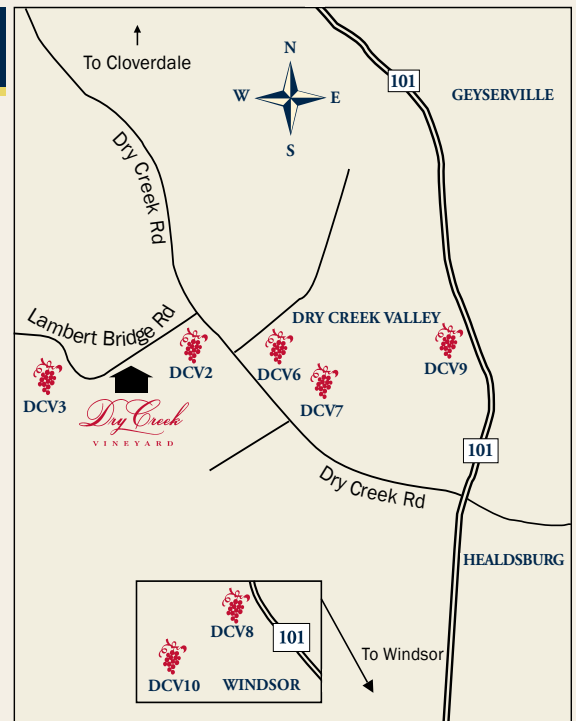 To Cloverdale
N
W
E
S
101
GEYSERVILLE
Dry Creek Rd
Lambert Bridge Rd
DRY CREEK VALLEY
DCV2
DCV6
DCV9
DCV3
DCV7
Dry Creek
VINEYARD
101
Dry Creek Rd
HEALDSBURG
DCV8
101
To Windsor
DCV10
WINDSOR